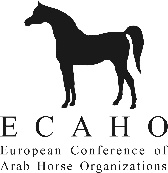 ECAHO
European Conference of
Arab Horse Organizations